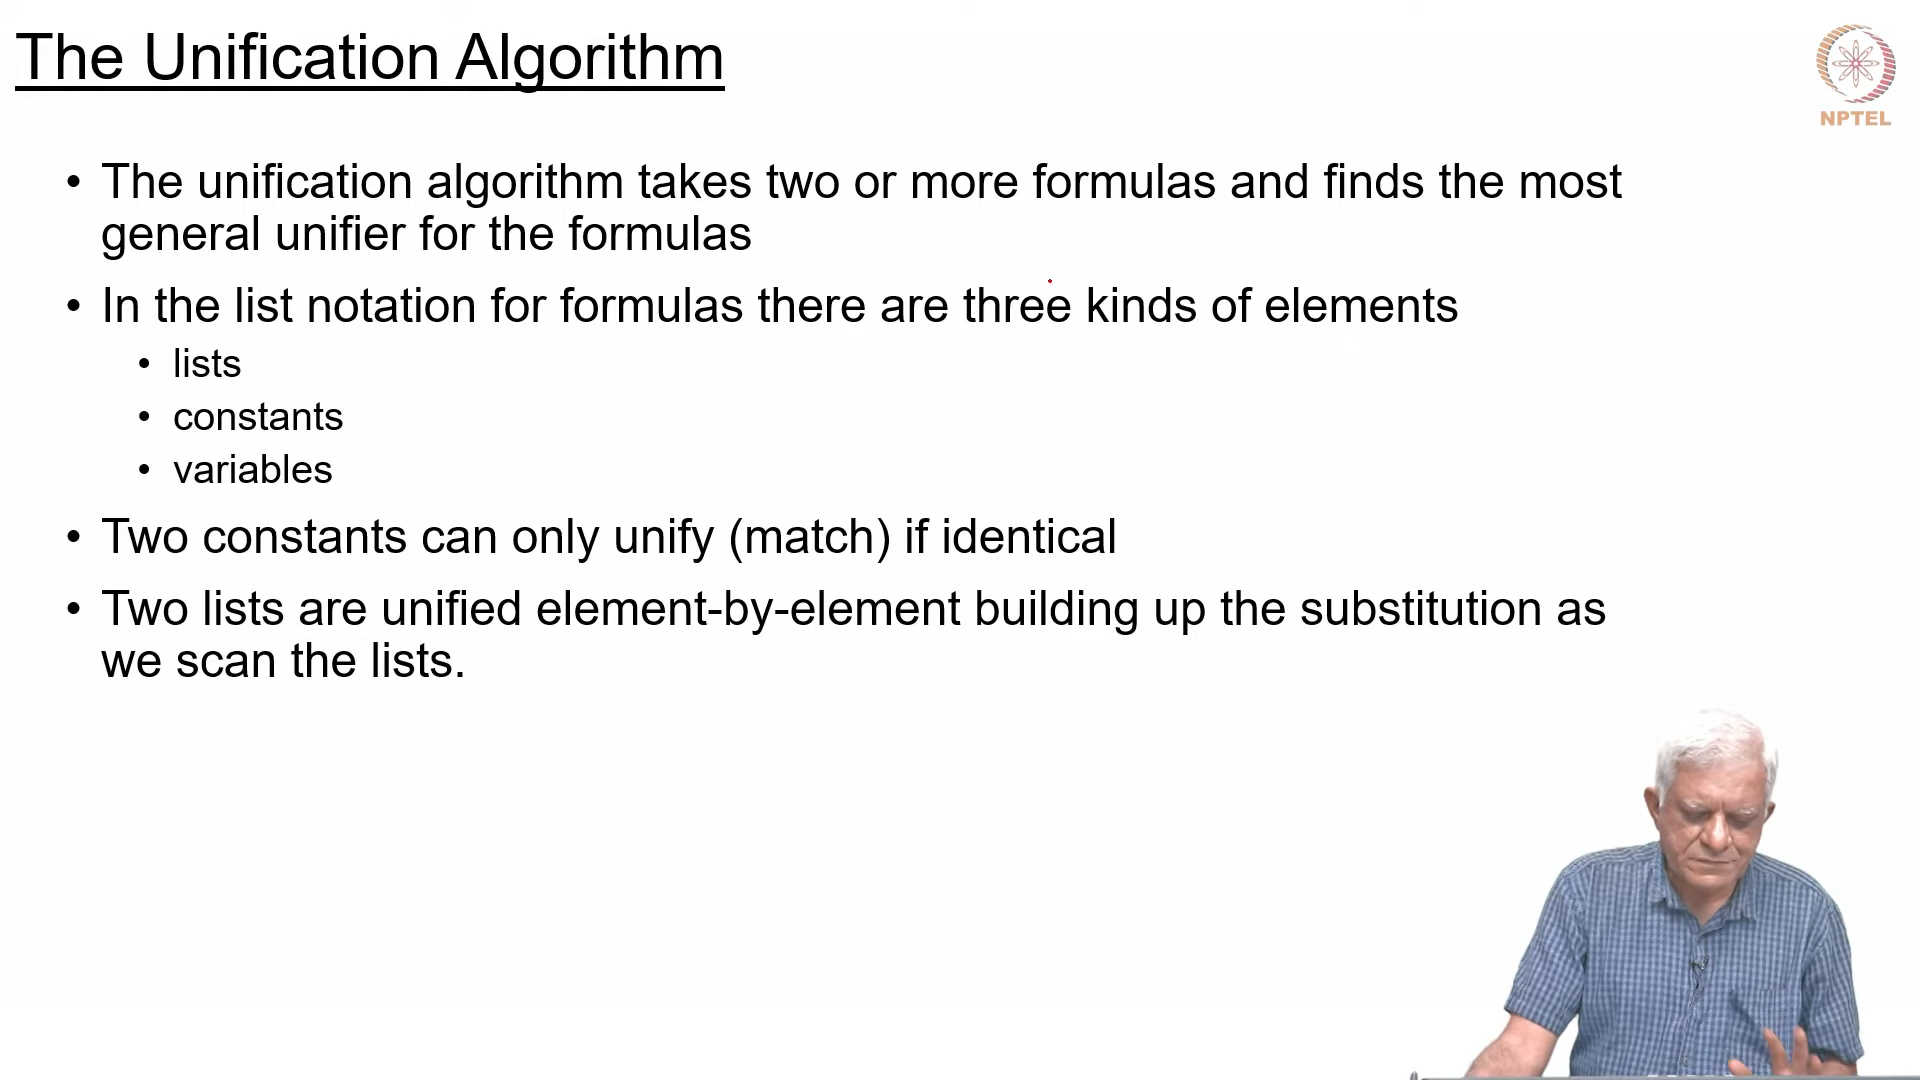 The Unification Algorithm
NPTEL
• The unification algorithm takes two or more formulas and finds the most
general unifier for the formulas
• In the list notation for formulas there are three kinds of elements
• lists
• constants
• variables
• Two constants can only unify (match) if identical
• Two lists are unified element-by-element building up the substitution as
we scan the lists.